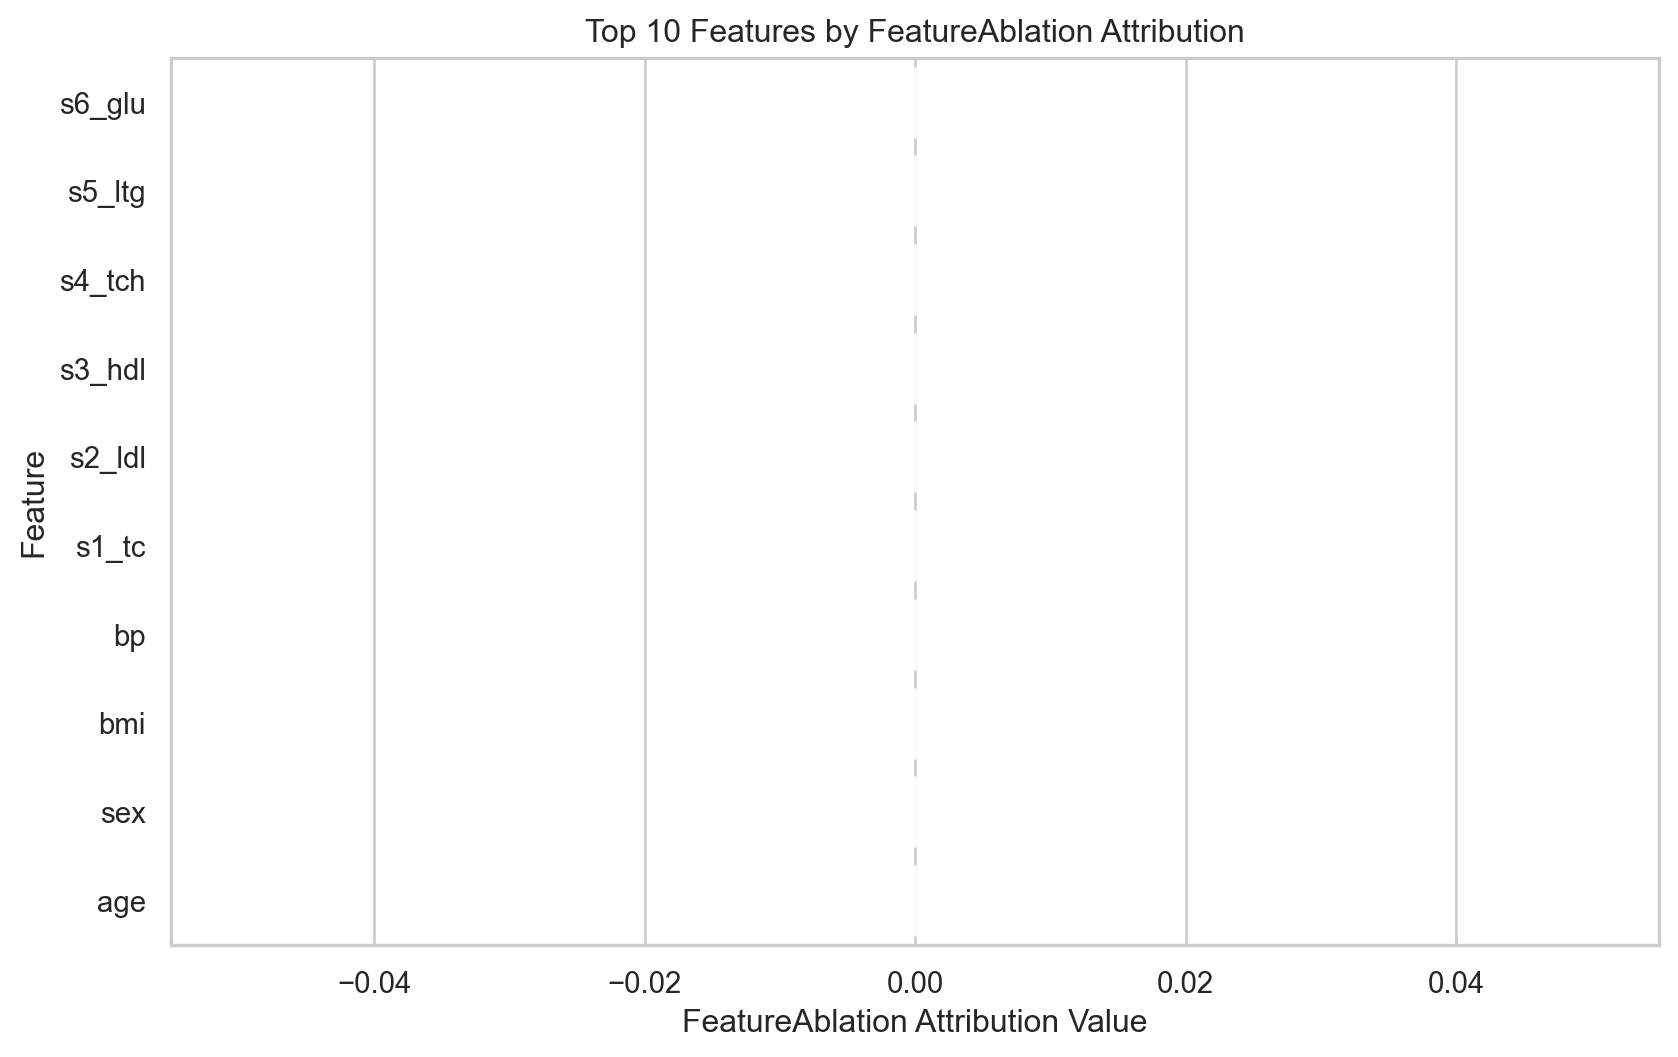 Top 10 Features by FeatureAblation Attribution
s6_glu
s5_ltg
s4_tch
s3_hdl
s2_ldl
s1_tc
bp
bmi
sex
age
Feature
−0.04
−0.02
0.00
0.02
0.04
FeatureAblation Attribution Value